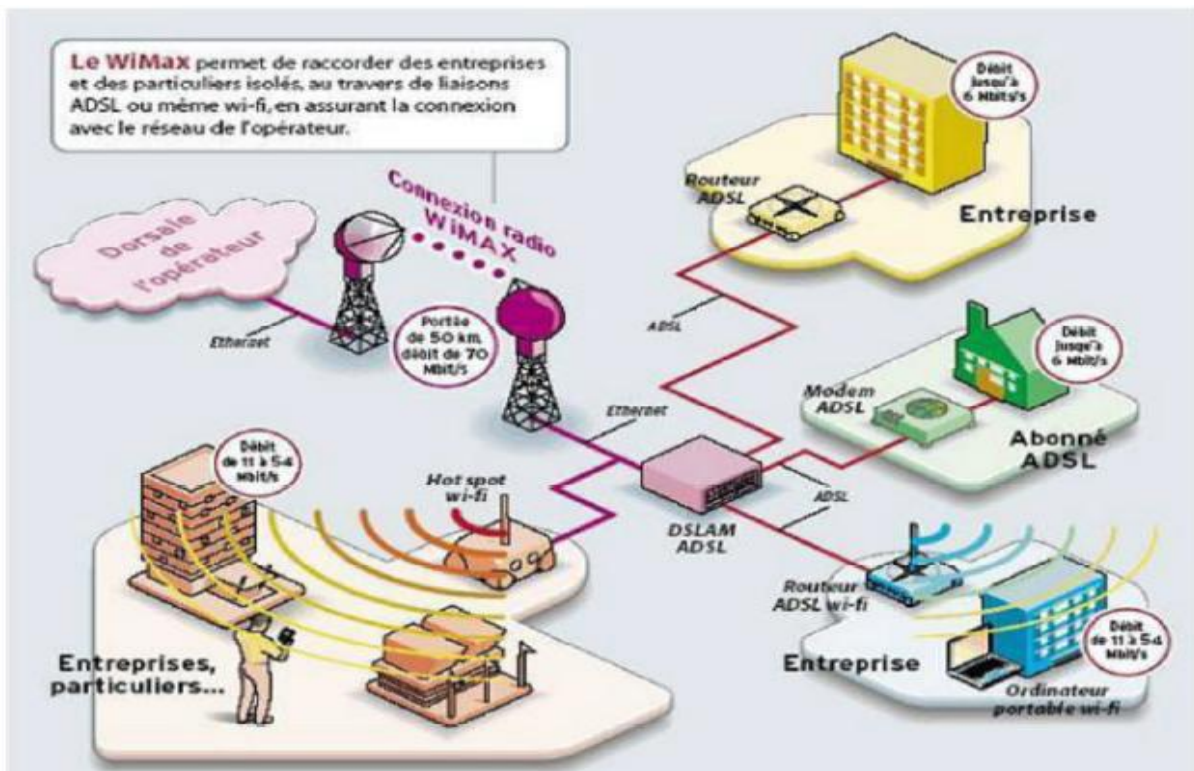 Le WiMax permet de raccorder des entreprises
et des particuliers isolés, au travers de liaisons
ADSL ou même wi-fi, en assurant la connexion
avec le réseau de l'opérateur.
Débit
jusqu'à
6 Mbits/s
Routeur
ADSL
Entreprise
Connexion radio
WiMAX
Dorsale
de
l'opérateur
Ethernet
Portée
de 50 km,
débit de 70
Mbit/s
ADSL
Débit
jusqu'à
6 Mbit/s
Modem
ADSL
Abonné
ADSL
Ethernet
Débit
de 11 à 54
Mbit/s
Hot spot
wi-fi
DSLAM
ADSL
ADSL
Routeur
ADSL wi-fi
Entreprises,
particuliers...
Entreprise
Débit
de 11 à 54
Mbit/s
Ordinateur
portable wi-fi